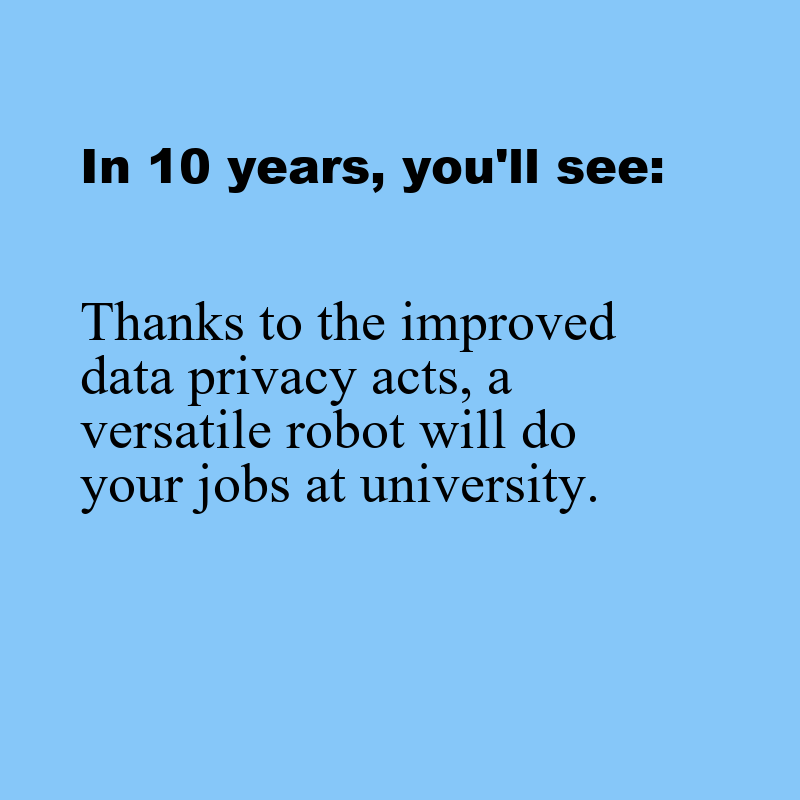 In 10 years, you'll see:
Thanks to the improved
data privacy acts, a
versatile robot will do
your jobs at university.